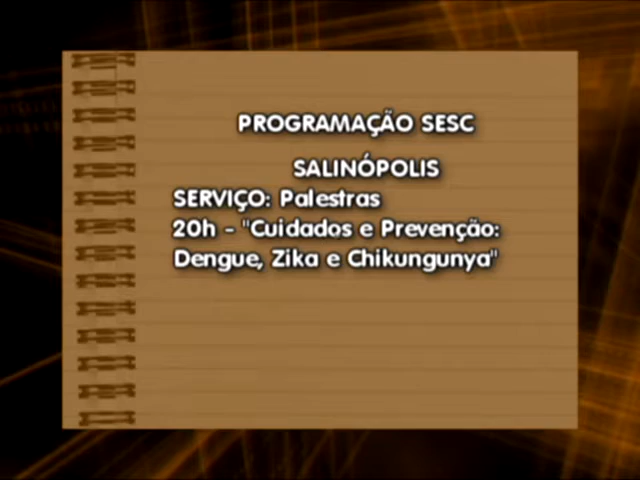 PROGRAMAÇÃO SESC
SALINÓPOLIS
SERVIÇO: Palestras
20h - "Cuidados e Prevenção:
Dengue, Zika e Chikungunya"